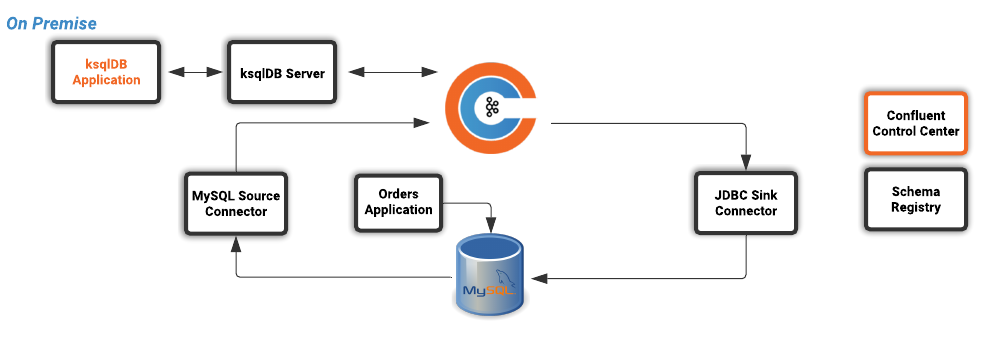 On Premise
ksqlDB
Application
ksqlDB Server
Confluent
Control Center
MySQL Source
Connector
Orders
Application
JDBC Sink
Connector
Schema
Registry
MySQL